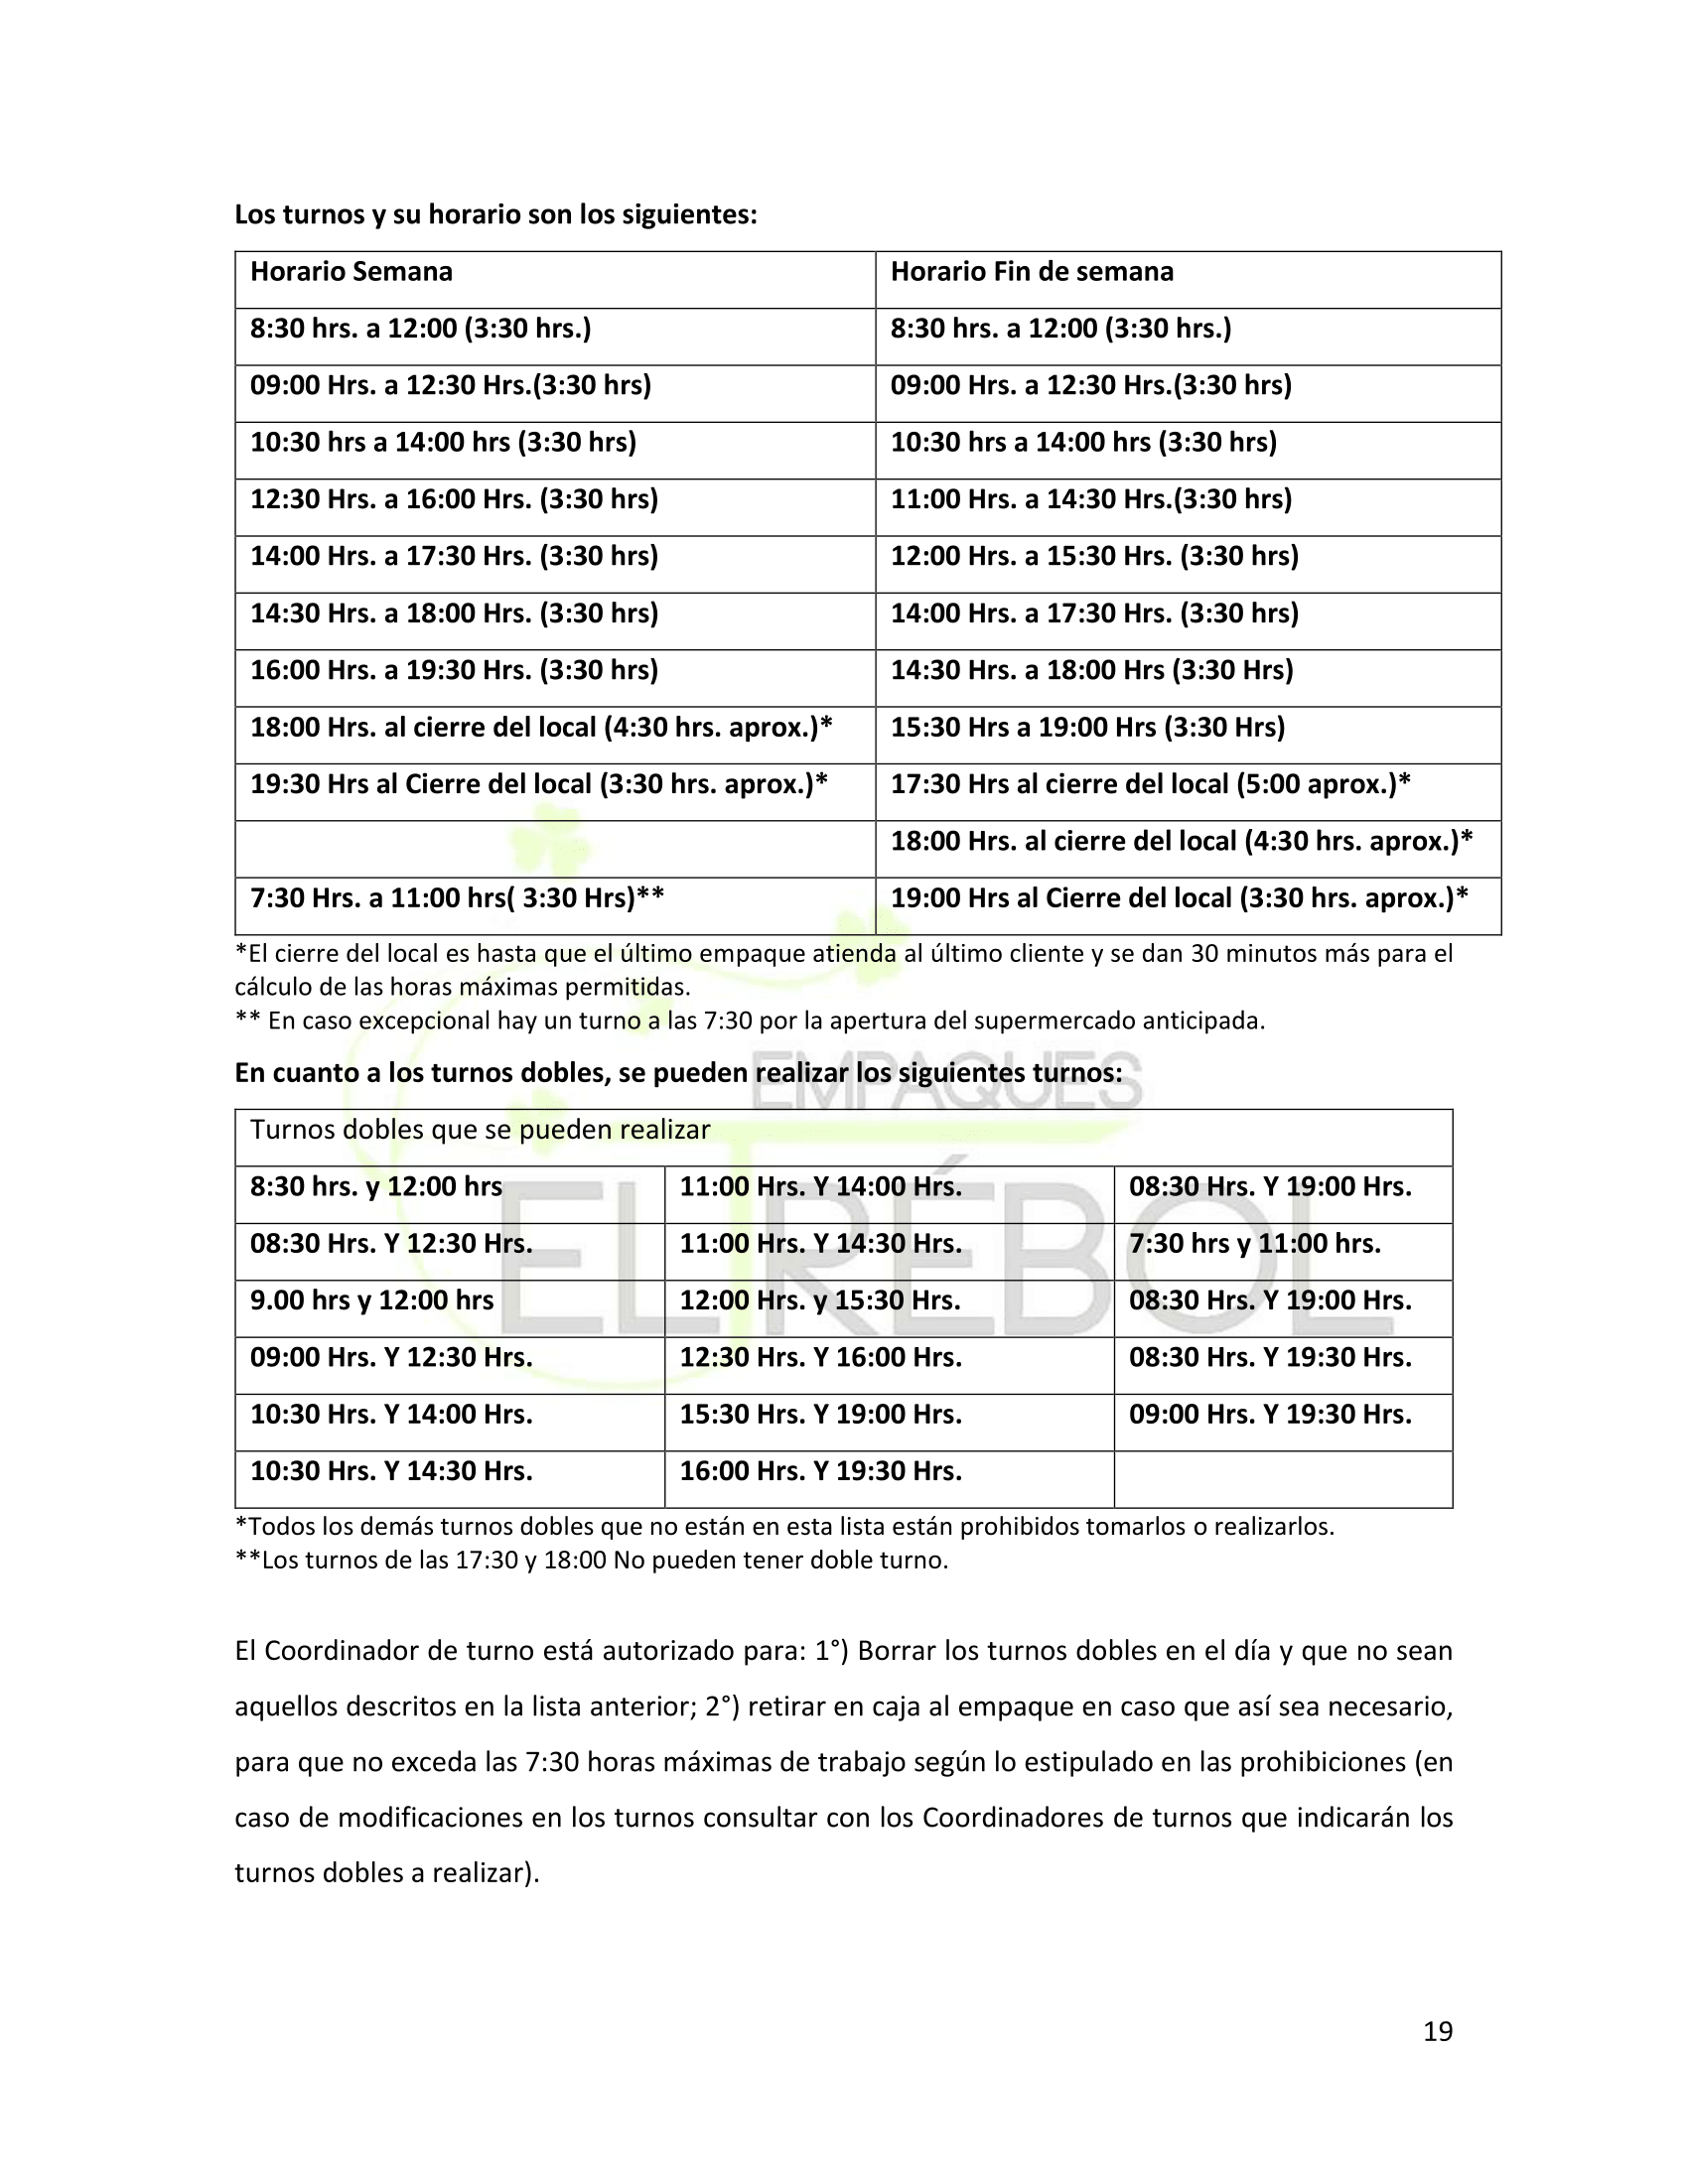 Los turnos y su horario son los siguientes:
Horario Semana Horario Fin de semana
8:30 hrs. a 12:00 (3:30 hrs.) 8:30 hrs. a 12:00 (3:30 hrs.)
09:00 Hrs. a 12:30 Hrs.(3:30 hrs) 09:00 Hrs. a 12:30 Hrs.(3:30 hrs)
10:30 hrs a 14:00 hrs (3:30 hrs) 10:30 hrs a 14:00 hrs (3:30 hrs)
12:30 Hrs. a 16:00 Hrs. (3:30 hrs) 11:00 Hrs. a 14:30 Hrs.(3:30 hrs)
14:00 Hrs. a 17:30 Hrs. (3:30 hrs) 12:00 Hrs. a 15:30 Hrs. (3:30 hrs)
14:30 Hrs. a 18:00 Hrs. (3:30 hrs) 14:00 Hrs. a 17:30 Hrs. (3:30 hrs)
16:00 Hrs. a 19:30 Hrs. (3:30 hrs) 14:30 Hrs. a 18:00 Hrs (3:30 Hrs)
18:00 Hrs. al cierre del local (4:30 hrs. aprox.)* 15:30 Hrs a 19:00 Hrs (3:30 Hrs)
19:30 Hrs al Cierre del local (3:30 hrs. aprox.)* 17:30 Hrs al cierre del local (5:00 aprox.)*
18:00 Hrs. al cierre del local (4:30 hrs. aprox.)*
7:30 Hrs. a 11:00 hrs( 3:30 Hrs)** 19:00 Hrs al Cierre del local (3:30 hrs. aprox.)*
*El cierre del local es hasta que el último empaque atienda al último cliente y se dan 30 minutos más para el
cálculo de las horas máximas permitidas.
** En caso excepcional hay un turno a las 7:30 por la apertura del supermercado anticipada.
En cuanto a los turnos dobles, se pueden realizar los siguientes turnos:
EMPAQUES
EL TRÉBOL
Turnos dobles que se pueden realizar
8:30 hrs. y 12:00 hrs 11:00 Hrs. Y 14:00 Hrs. 08:30 Hrs. Y 19:00 Hrs.
08:30 Hrs. Y 12:30 Hrs. 11:00 Hrs. Y 14:30 Hrs. 7:30 hrs y 11:00 hrs.
9.00 hrs y 12:00 hrs 12:00 Hrs. y 15:30 Hrs. 08:30 Hrs. Y 19:00 Hrs.
09:00 Hrs. Y 12:30 Hrs. 12:30 Hrs. Y 16:00 Hrs. 08:30 Hrs. Y 19:30 Hrs.
10:30 Hrs. Y 14:00 Hrs. 15:30 Hrs. Y 19:00 Hrs. 09:00 Hrs. Y 19:30 Hrs.
10:30 Hrs. Y 14:30 Hrs. 16:00 Hrs. Y 19:30 Hrs.
*Todos los demás turnos dobles que no están en esta lista están prohibidos tomarlos o realizarlos.
**Los turnos de las 17:30 y 18:00 No pueden tener doble turno.
El Coordinador de turno está autorizado para: 1°) Borrar los turnos dobles en el día y que no sean
aquellos descritos en la lista anterior; 2°) retirar en caja al empaque en caso que así sea necesario,
para que no exceda las 7:30 horas máximas de trabajo según lo estipulado en las prohibiciones (en
caso de modificaciones en los turnos consultar con los Coordinadores de turnos que indicarán los
turnos dobles a realizar).
19